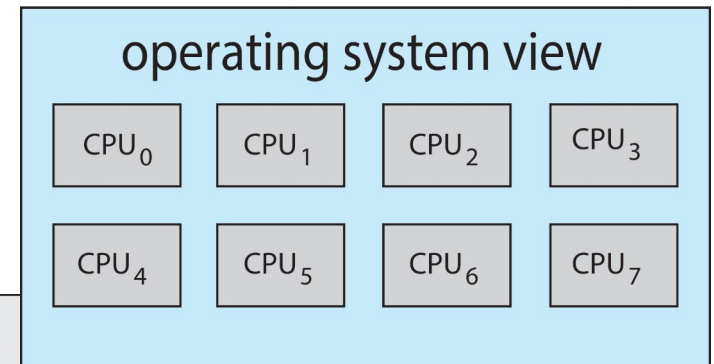 operating system view
CPU₀ CPU₁ CPU₂ CPU₃
CPU₄ CPU₅ CPU₆ CPU₇